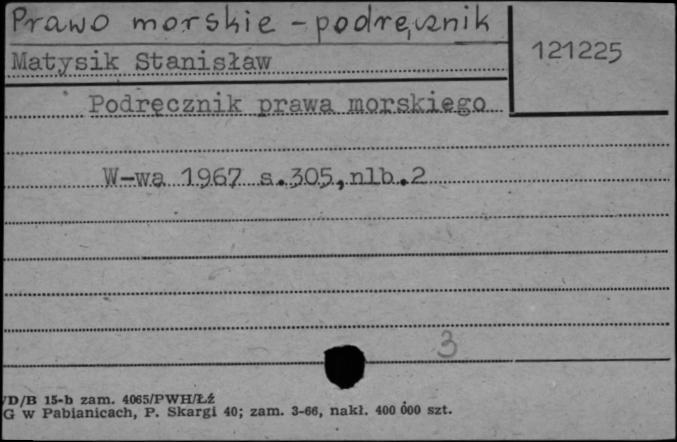 Prawo morskie - podręcznik
121225
Matysik Stanisław
Podręcznik prawa morskiego
W-wa 1967 s.305,nlb.2
3
/D/B 15-b zam. 4065/PWH/Łź
G w Pabianicach, P. Skargi 40; zam. 3-66, nakł. 400 000 szt.